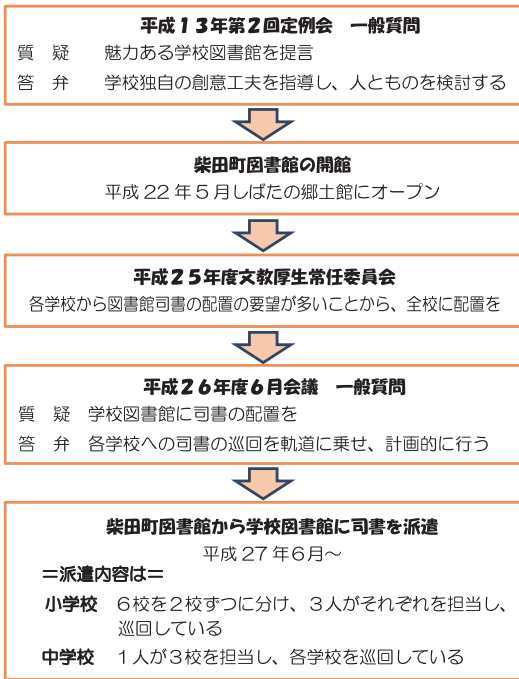 平成13年第2回定例会　一般質問
質　疑　　魅力ある学校図書館を提言
答　弁　　学校独自の創意工夫を指導し、人とものを検討する
柴田町図書館の開館
平成 22 年 5 月しばたの郷土館にオープン
平成25年度文教厚生常任委員会
各学校から図書館司書の配置の要望が多いことから、全校に配置を
平成26年度6月会議　一般質問
質　疑　学校図書館に司書の配置を
答　弁　各学校への司書の巡回を軌道に乗せ、計画的に行う
柴田町図書館から学校図書館に司書を派遣
平成 27 年６月～
＝派遣内容は＝
小学校　６校を２校ずつに分け、３人がそれぞれを担当し、
巡回している
中学校　１人が３校を担当し、各学校を巡回している